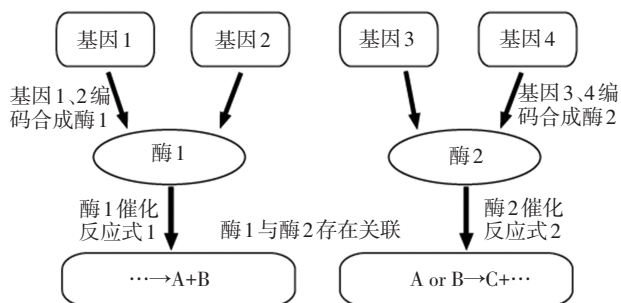 基因1
基因2
基因3
基因4
基因1、2编
码合成酶1
基因3、4编
码合成酶2
酶1
酶2
酶1催化
反应式1
酶1与酶2存在关联
酶2催化
反应式2
…→A+B
A or B→C+…